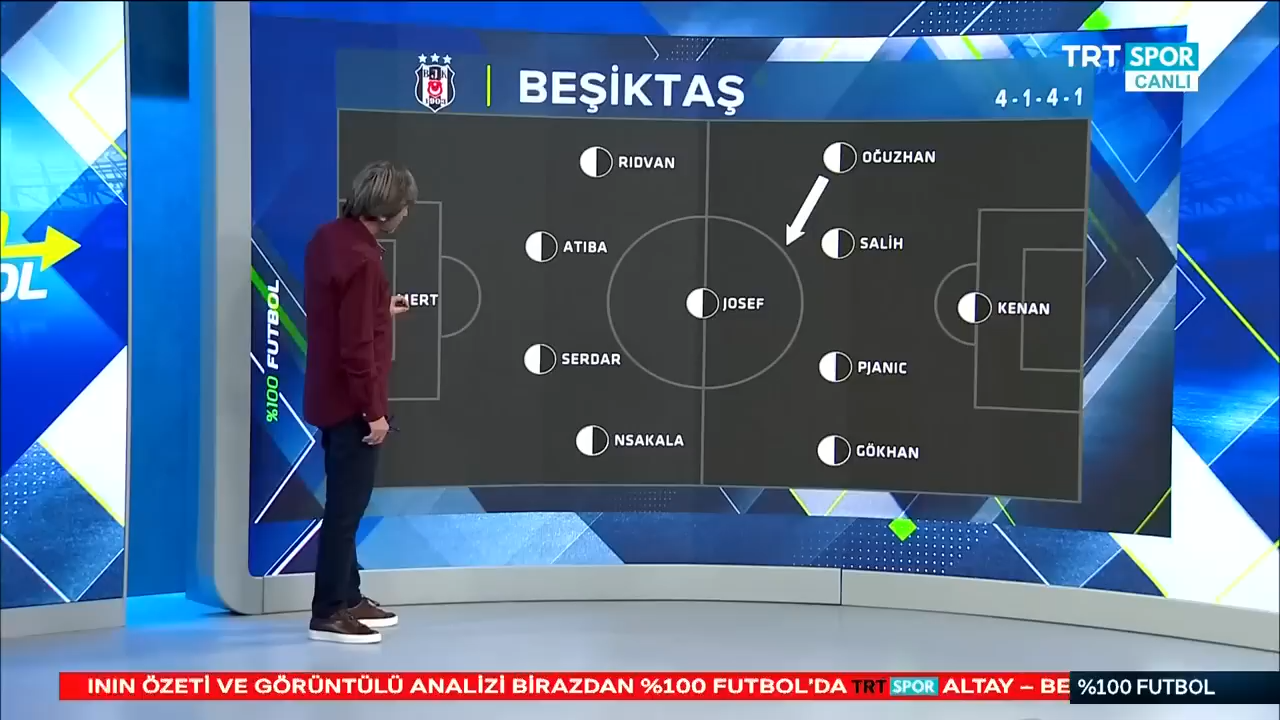 BEŞİKTAŞ
4-1-4-1
TRT SPOR
CANLI
RIDVAN
OĞUZHAN
ATIBA
SALİH
MERT
JOSEF
KENAN
SERDAR
PJANIC
NSAKALA
GÖKHAN
%100 FUTBOL
ININ ÖZETİ VE GÖRÜNTÜLÜ ANALİZİ BİRAZDAN %100 FUTBOL'DA TRT SPOR ALTAY – BE
%100 FUTBOL